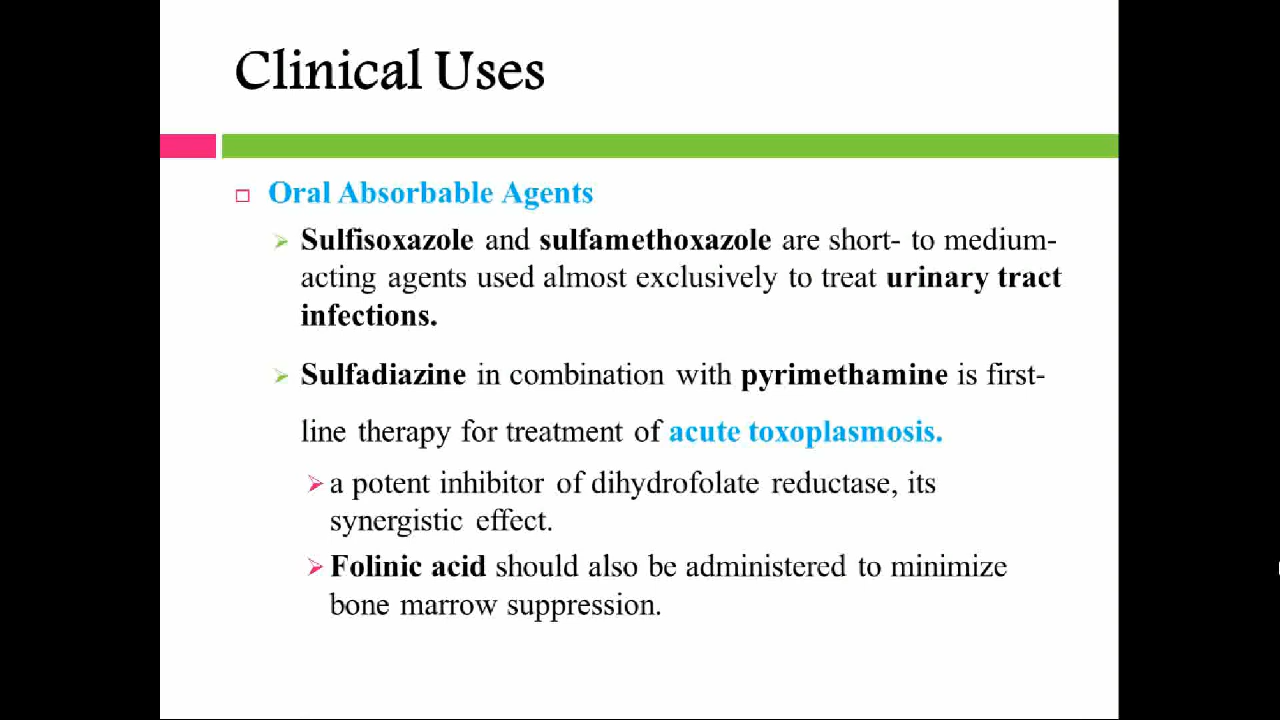 Clinical Uses
Oral Absorbable Agents
Sulfisoxazole and sulfamethoxazole are short- to medium-
acting agents used almost exclusively to treat urinary tract
infections.
Sulfadiazine in combination with pyrimethamine is first-
line therapy for treatment of acute toxoplasmosis.
a potent inhibitor of dihydrofolate reductase, its
synergistic effect.
Folinic acid should also be administered to minimize
bone marrow suppression.